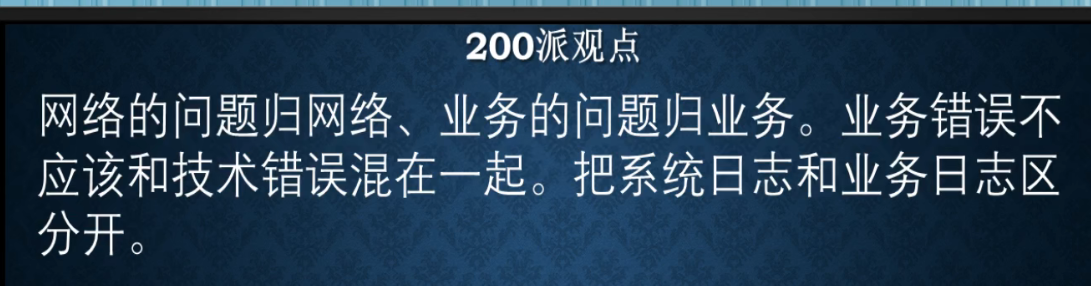 200派观点
网络的问题归网络、业务的问题归业务。业务错误不
应该和技术错误混在一起。把系统日志和业务日志区
分开。